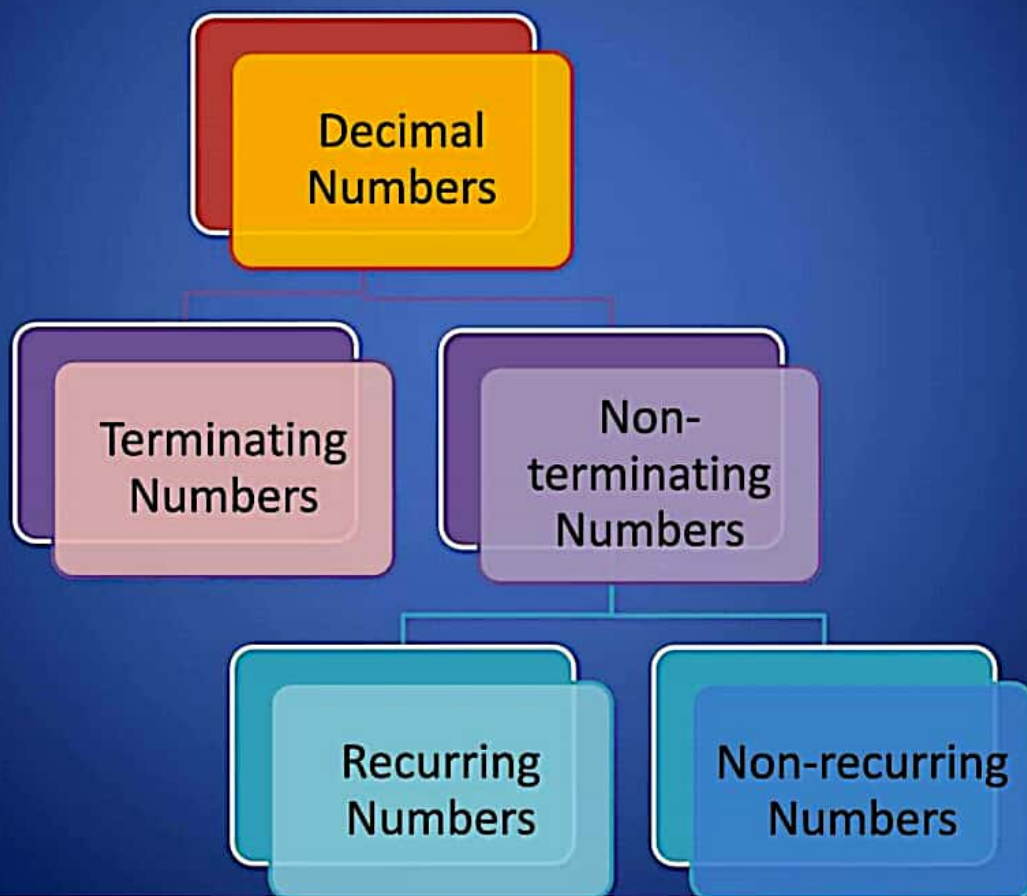 Decimal
Numbers
Terminating
Numbers
Non-
terminating
Numbers
Recurring
Numbers
Non-recurring
Numbers